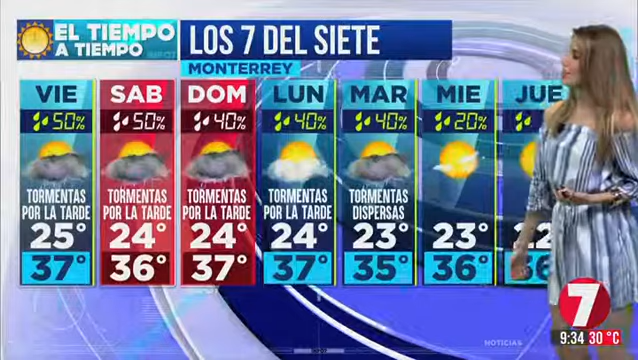 EL TIEMPO
A TIEMPO
LOS 7 DEL SIETE
MONTERREY
VIE SAB DOM LUN MAR MIE JUE
50% 50% 40% 40% 40% 20%
TORMENTAS POR LA TARDE
TORMENTAS POR LA TARDE
TORMENTAS POR LA TARDE
TORMENTAS POR LA TARDE
TORMENTAS DISPERSAS
25° 24° 24° 24° 23° 23° 22
37° 36° 37° 37° 35° 36° 36
7
NOTICIAS
9:34 30 °C